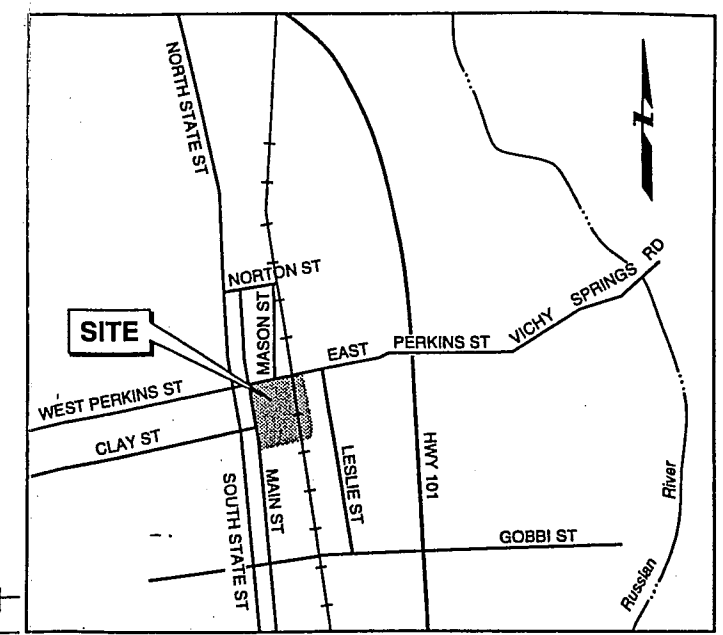 NORTH STATE ST
NORTON ST
MASON ST
SITE
EAST PERKINS ST
VICHY SPRINGS RD
WEST PERKINS ST
CLAY ST
SOUTH STATE ST
MAIN ST
LESLIE ST
HWY 101
GOBBI ST
Russian River